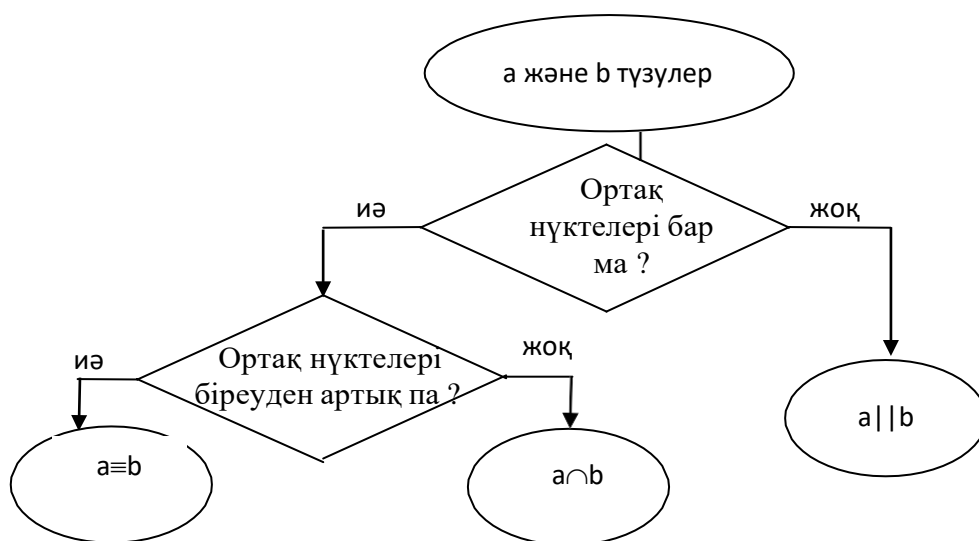 а және b түзулер
Ортақ
нүктелері бар
ма ?
иә
жоқ
Ортақ нүктелері
біреуден артық па ?
иә
жоқ
a≡b
a∩b
a||b